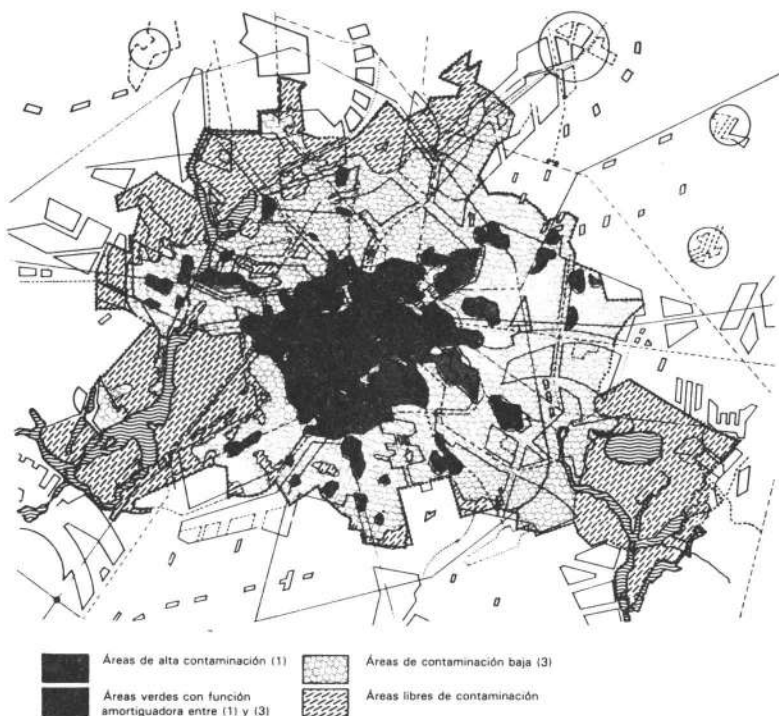 Áreas de alta contaminación (1)
Áreas verdes con función
amortiguadora entre (1) y (3)
Áreas de contaminación baja (3)
Áreas libres de contaminación